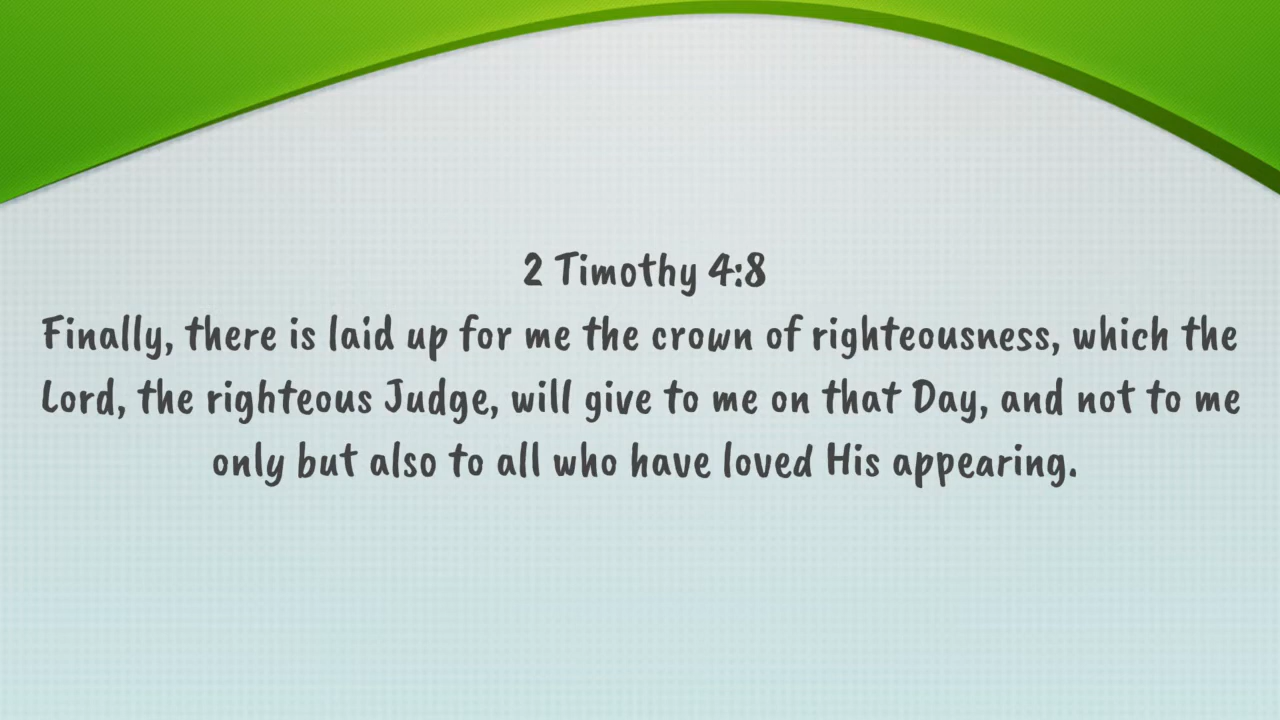 2 Timothy 4:8
Finally, there is laid up for me the crown of righteousness, which the
Lord, the righteous Judge, will give to me on that Day, and not to me
only but also to all who have loved His appearing.